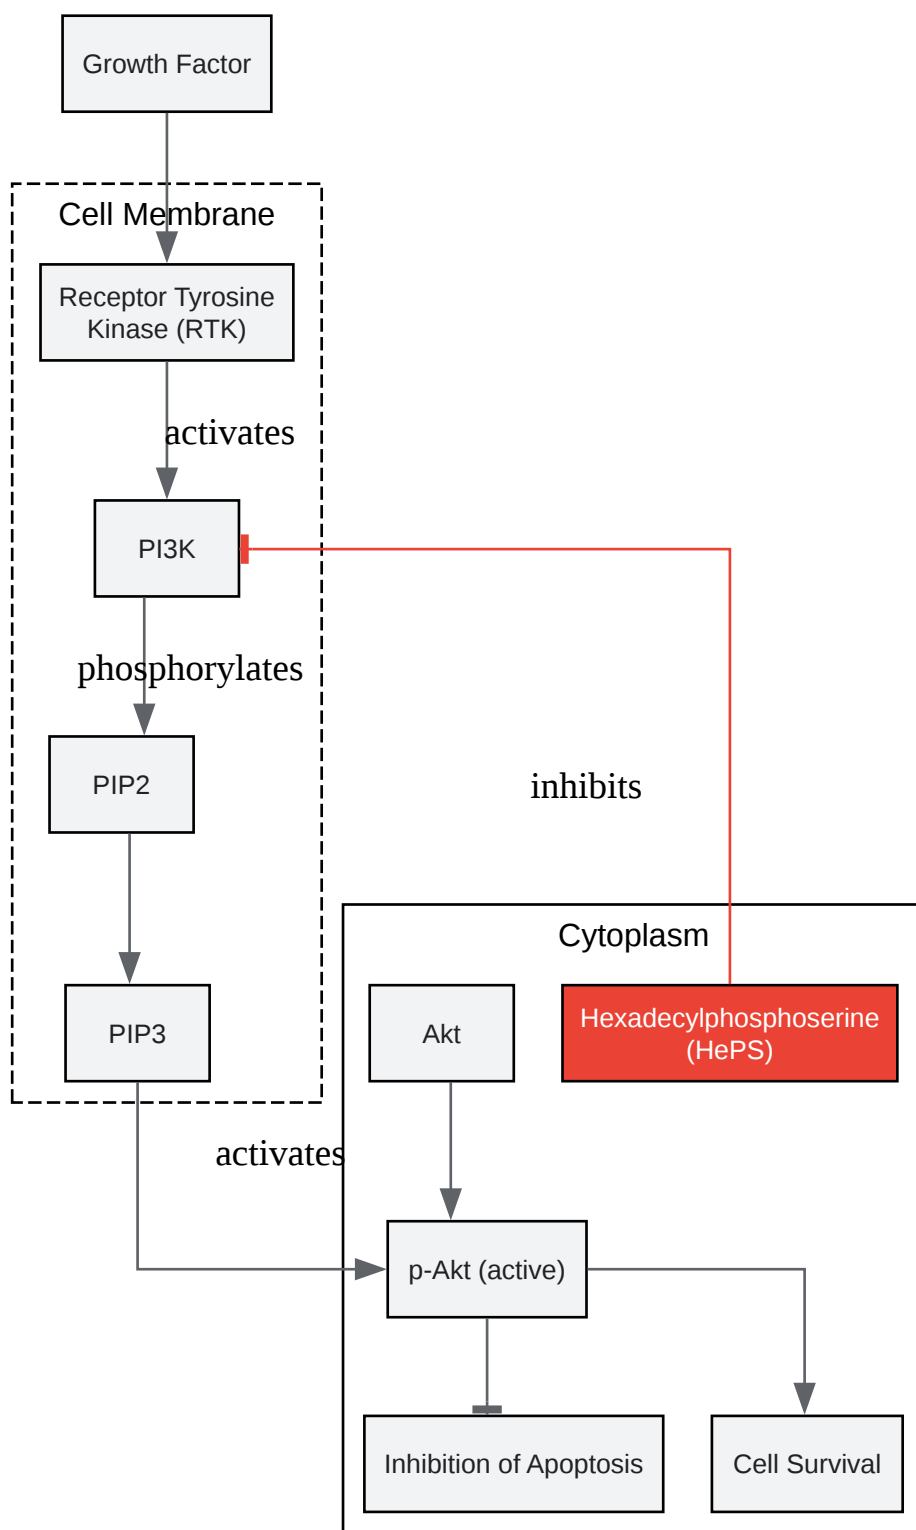 Growth Factor
Cell Membrane
Receptor Tyrosine
Kinase (RTK)
activates
PI3K
phosphorylates
PIP2
inhibits
Cytoplasm
PIP3
Akt
Hexadecylphosphoserine
(HePS)
activates
p-Akt (active)
Inhibition of Apoptosis
Cell Survival